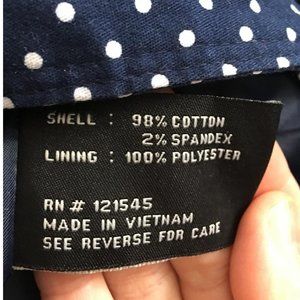 SHELL : 98% COTTON
2% SPANDEX
LINING : 100% POLYESTER
RN # 121545
MADE IN VIETNAM
SEE REVERSE FOR CARE